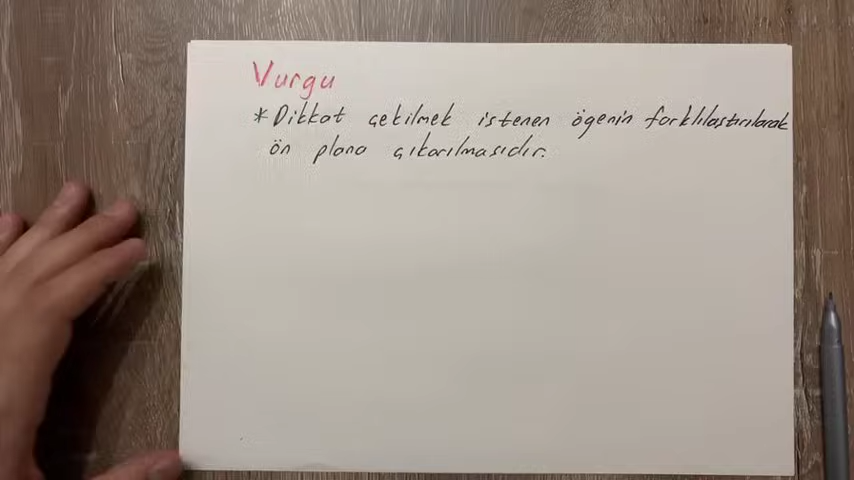 Vurgu
*Dikkat çekilmek istenen ögenin farklılaştırılarak
ön plana çıkarılmasıdır.